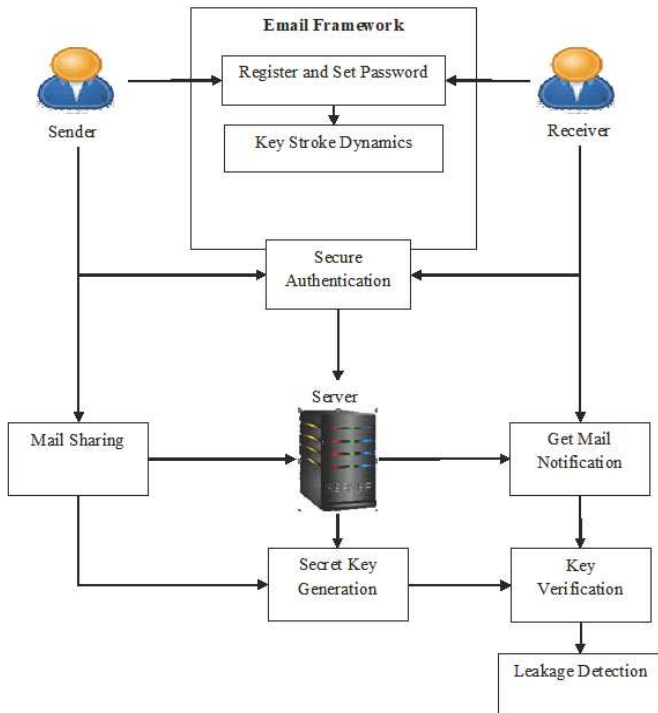 Email Framework
Register and Set Password
Sender
Receiver
Key Stroke Dynamics
Secure
Authentication
Server
Mail Sharing
Get Mail
Notification
SERVER
Secret Key
Generation
Key
Verification
Leakage Detection